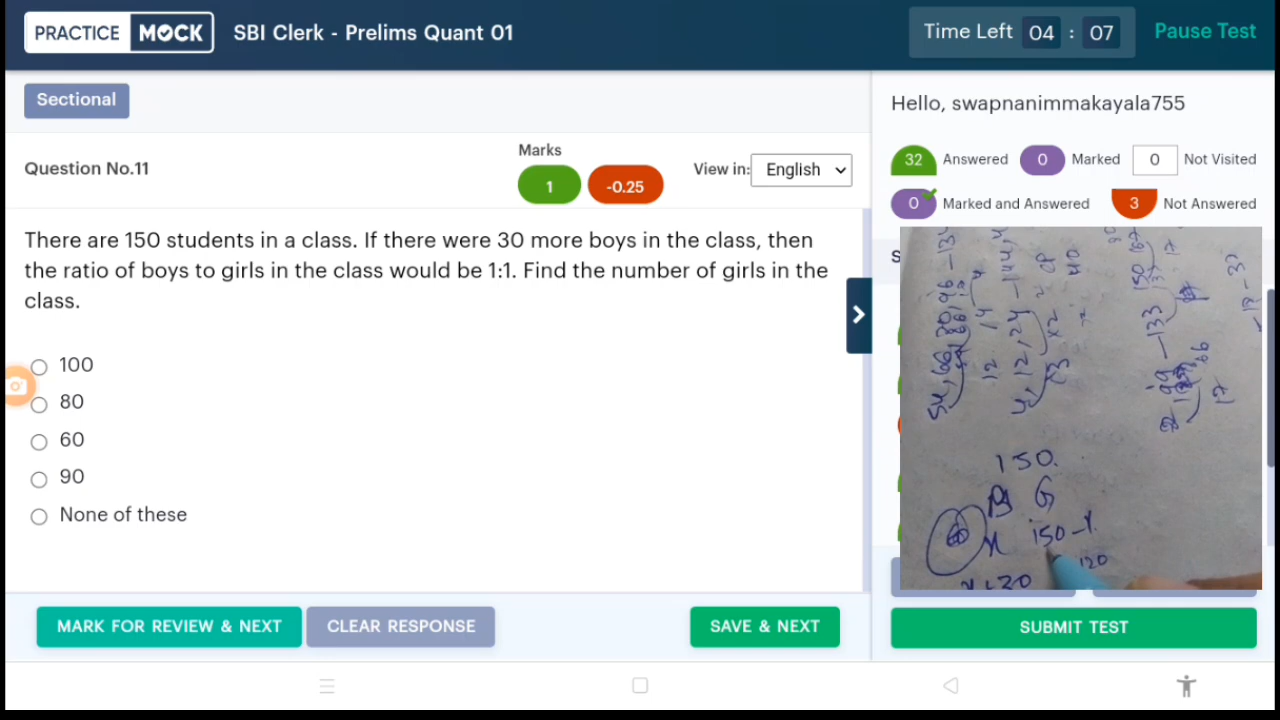 PRACTICE MOCK SBI Clerk - Prelims Quant 01 Time Left 04 : 07 Pause Test
Sectional
Hello, swapnanimmakayala755
Question No.11 Marks 1 -0.25 View in: English
32 Answered 0 Marked 0 Not Visited
0 Marked and Answered 3 Not Answered
There are 150 students in a class. If there were 30 more boys in the class, then
the ratio of boys to girls in the class would be 1:1. Find the number of girls in the
class.
100
80
60
90
None of these
150.
B G
x 150-x
120
x+30
MARK FOR REVIEW & NEXT CLEAR RESPONSE SAVE & NEXT SUBMIT TEST